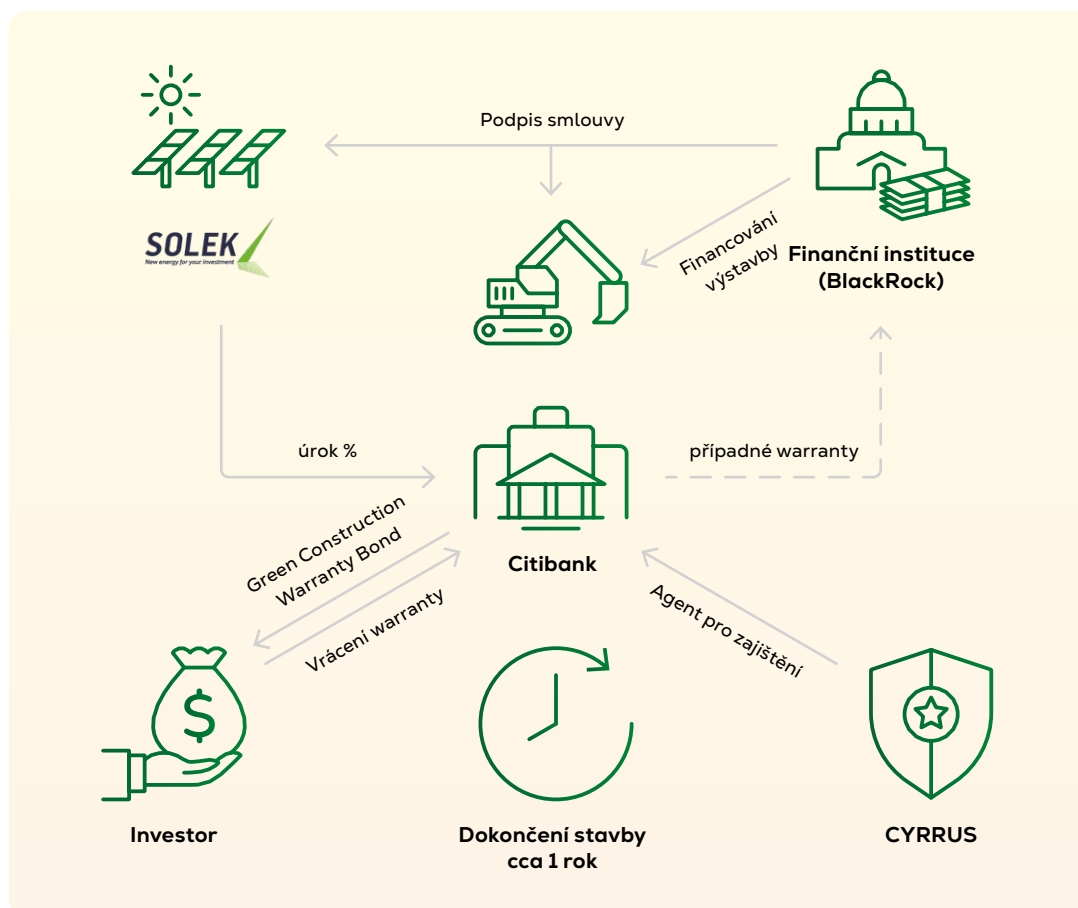 Podpis smlouvy
SOLEK
New energy for your investment
Financování
výstavby
Finanční instituce
(BlackRock)
úrok %
případné warranty
Green Construction
Warranty Bond
Citibank
Vrácení warranty
Agent pro zajištění
$
Investor
Dokončení stavby
cca 1 rok
CYRRUS